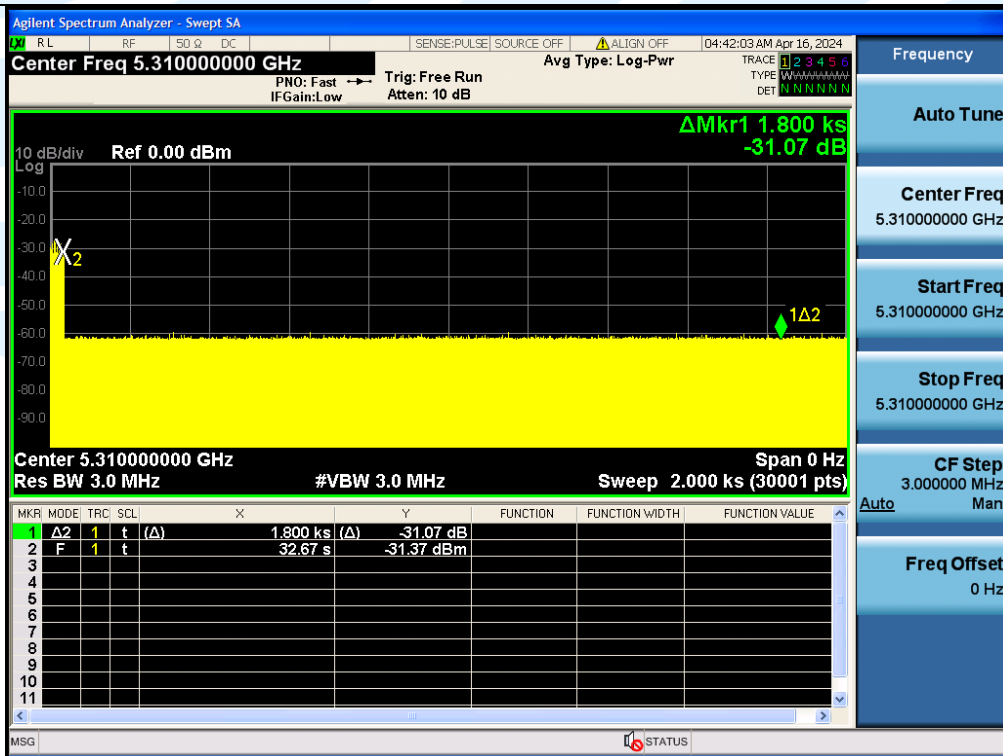 Agilent Spectrum Analyzer - Swept SA
LXI RL RF 50 Ω DC SENSE:PULSE SOURCE OFF ALIGN OFF 04:42:03 AM Apr 16, 2024
Center Freq 5.310000000 GHz
PNO: Fast
IFGain:Low
Trig: Free Run
Atten: 10 dB
Avg Type: Log-Pwr
TRACE 1 2 3 4 5 6
TYPE WWWWWW
DET N N N N N N
ΔMkr1 1.800 ks
-31.07 dB
10 dB/div Ref 0.00 dBm
Log
-10.0
-20.0
-30.0
-40.0
-50.0
-60.0
-70.0
-80.0
-90.0
X2
1Δ2
Center 5.310000000 GHz Span 0 Hz
Res BW 3.0 MHz #VBW 3.0 MHz Sweep 2.000 ks (30001 pts)
MKR MODE TRC SCL X Y FUNCTION FUNCTION WIDTH FUNCTION VALUE
1 Δ2 1 t (Δ) 1.800 ks (Δ) -31.07 dB
2 F 1 t 32.67 s -31.37 dBm
3
4
5
6
7
8
9
10
11
MSG STATUS
Frequency
Auto Tune
Center Freq
5.310000000 GHz
Start Freq
5.310000000 GHz
Stop Freq
5.310000000 GHz
CF Step
3.000000 MHz
Auto Man
Freq Offset
0 Hz